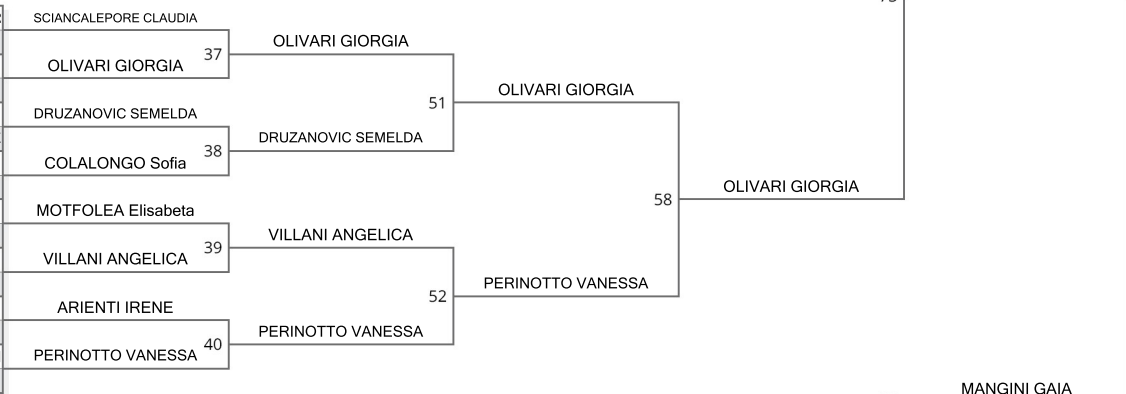 SCIANCALEPORE CLAUDIA
37
OLIVARI GIORGIA
OLIVARI GIORGIA
DRUZANOVIC SEMELDA
38
COLALONGO Sofia
DRUZANOVIC SEMELDA
51
OLIVARI GIORGIA
MOTFOLEA Elisabeta
39
VILLANI ANGELICA
VILLANI ANGELICA
ARIENTI IRENE
40
PERINOTTO VANESSA
PERINOTTO VANESSA
52
PERINOTTO VANESSA
58
OLIVARI GIORGIA
MANGINI GAIA